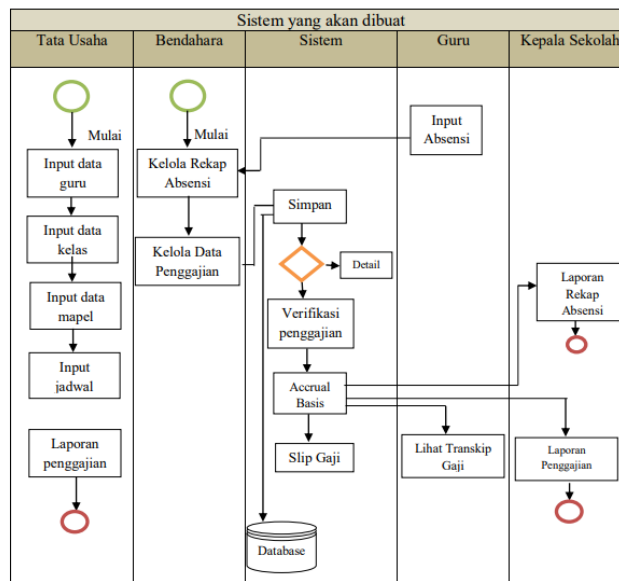 Sistem yang akan dibuat
Tata Usaha
Bendahara
Sistem
Guru
Kepala Sekolah
Mulai
Input data
guru
Input data
kelas
Input data
mapel
Input
jadwal
Laporan
penggajian
Mulai
Kelola Rekap
Absensi
Kelola Data
Penggajian
Simpan
Detail
Verifikasi
penggajian
Accrual
Basis
Slip Gaji
Database
Input
Absensi
Lihat Transkip
Gaji
Laporan
Rekap
Absensi
Laporan
Penggajian